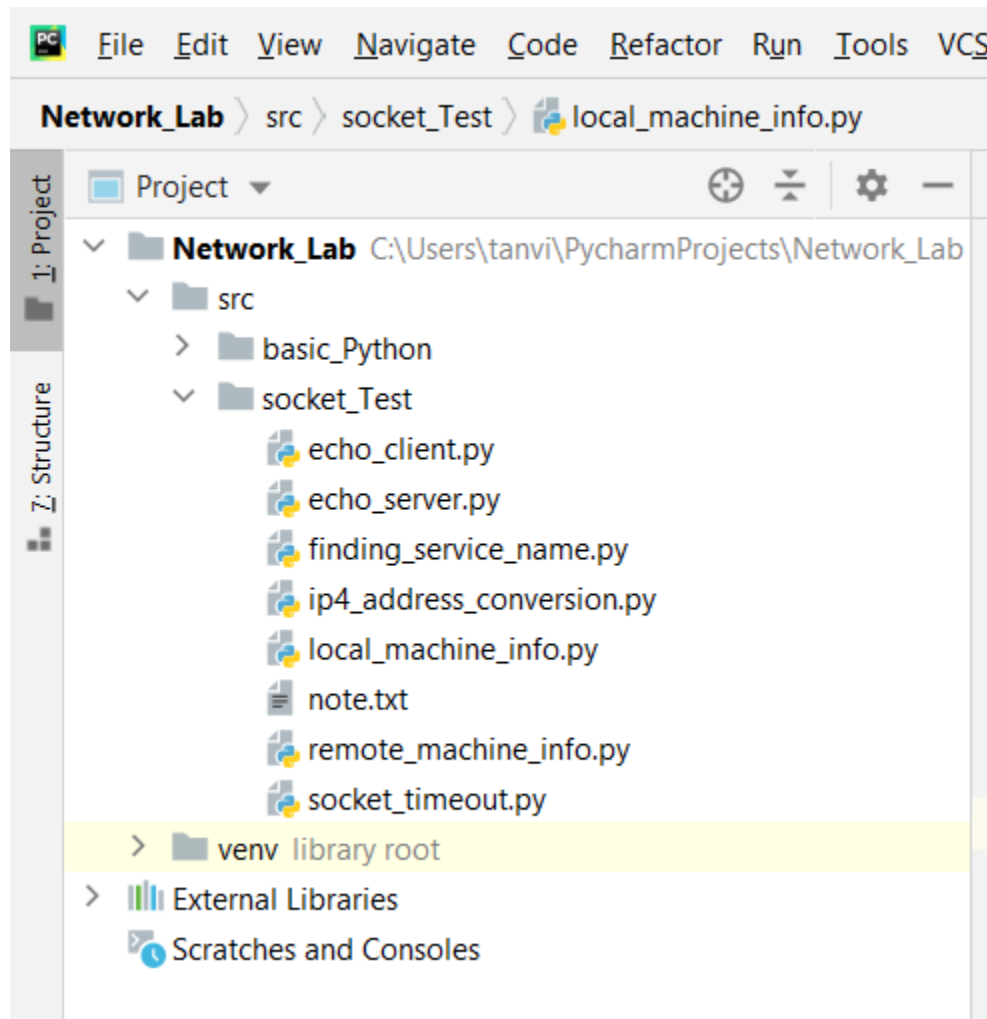 PC File Edit View Navigate Code Refactor Run Tools VCS
Network_Lab src socket_Test local_machine_info.py
1: Project
Project
Network_Lab C:\Users\tanvi\PycharmProjects\Network_Lab
src
basic_Python
socket_Test
7: Structure
echo_client.py
echo_server.py
finding_service_name.py
ip4_address_conversion.py
local_machine_info.py
note.txt
remote_machine_info.py
socket_timeout.py
venv library root
External Libraries
Scratches and Consoles